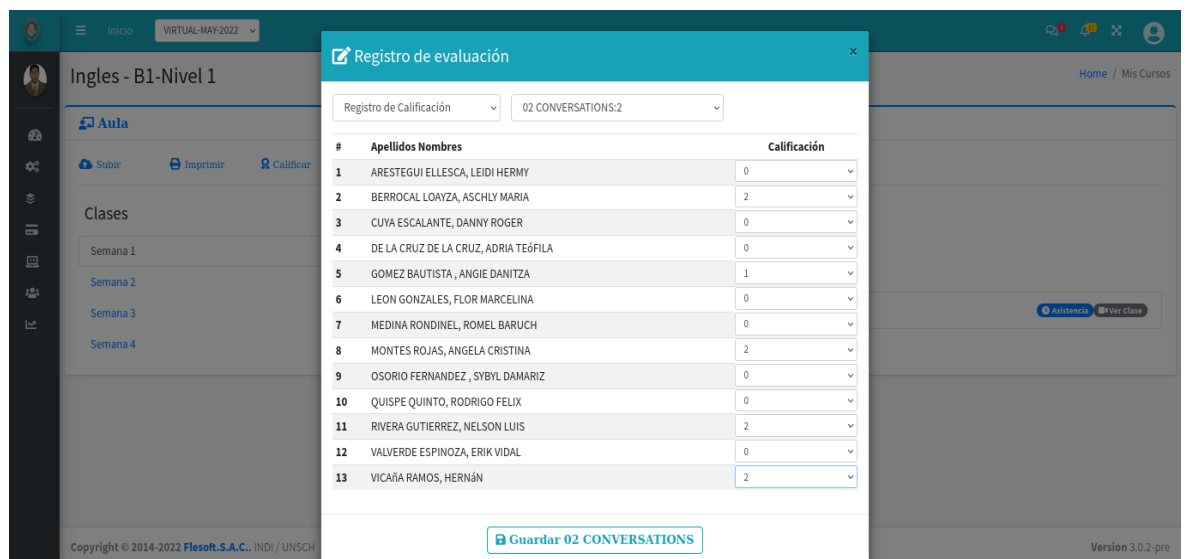 Inicio VIRTUAL-MAY-2022
Registro de evaluación ×
Ingles - B1-Nivel 1
Home / Mis Cursos
Aula
Subir Imprimir Calificar
Clases
Semana 1
Semana 2
Semana 3
Semana 4
Asistencia Ver Clase
Registro de Calificación 02 CONVERSATIONS:2
# Apellidos Nombres Calificación
1 ARESTEGUI ELLESCA, LEIDI HERMY 0
2 BERROCAL LOAYZA, ASCHLY MARIA 2
3 CUYA ESCALANTE, DANNY ROGER 0
4 DE LA CRUZ DE LA CRUZ, ADRIA TEóFILA 0
5 GOMEZ BAUTISTA , ANGIE DANITZA 1
6 LEON GONZALES, FLOR MARCELINA 0
7 MEDINA RONDINEL, ROMEL BARUCH 0
8 MONTES ROJAS, ANGELA CRISTINA 2
9 OSORIO FERNANDEZ , SYBYL DAMARIZ 0
10 QUISPE QUINTO, RODRIGO FELIX 0
11 RIVERA GUTIERREZ, NELSON LUIS 2
12 VALVERDE ESPINOZA, ERIK VIDAL 0
13 VICAñA RAMOS, HERNáN 2
Guardar 02 CONVERSATIONS
Copyright © 2014-2022 Flesoft.S.A.C.. INDI / UNSCH
Version 3.0.2-pre